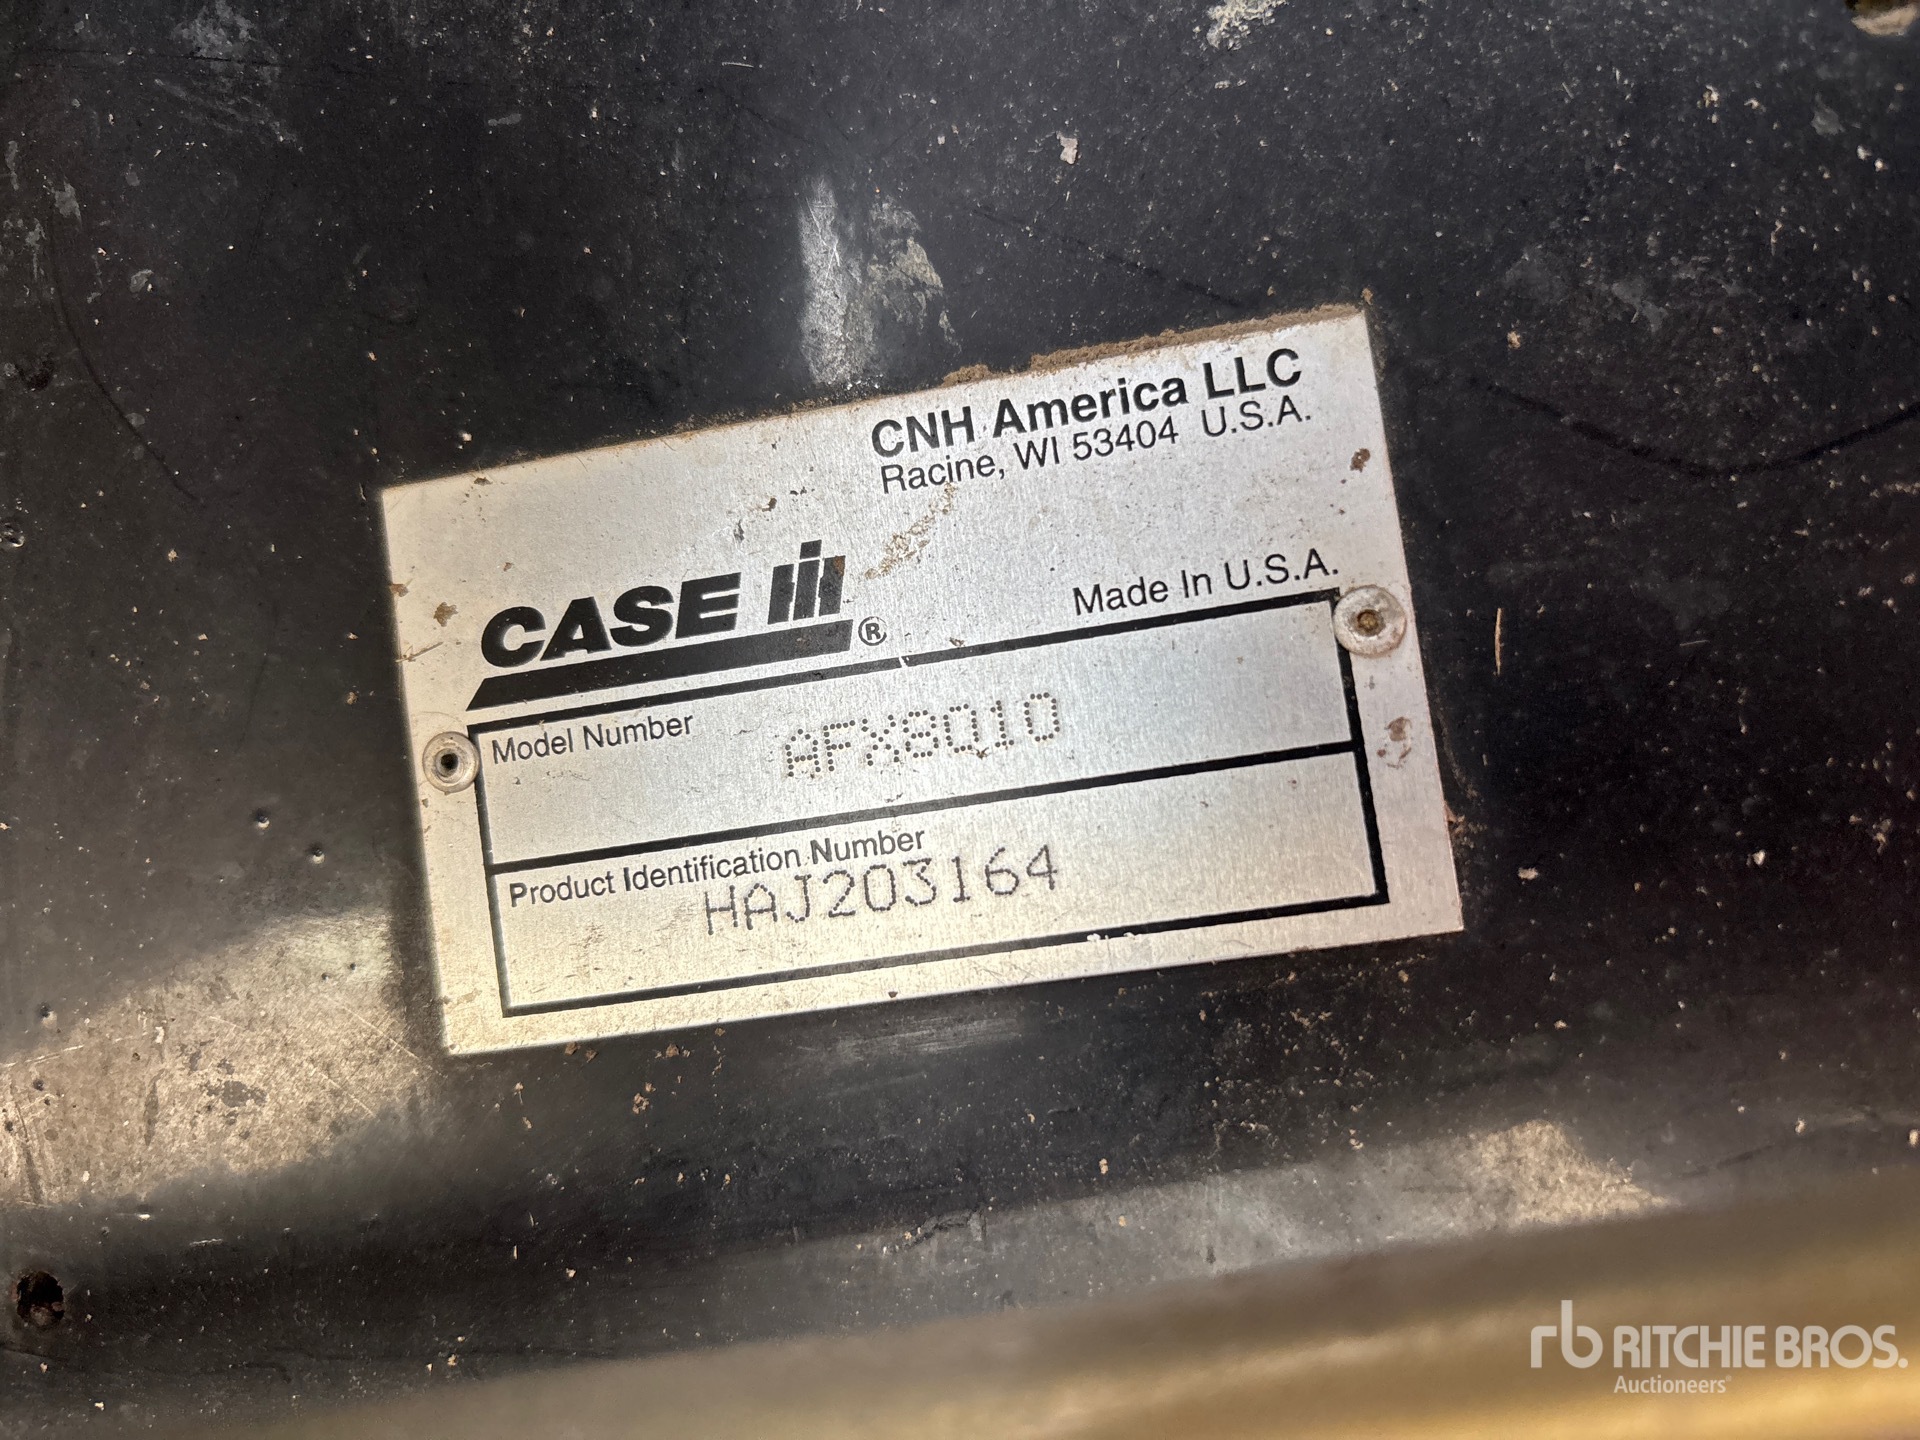 CNH America LLC
Racine, WI 53404 U.S.A.
CASE IH ®
Made In U.S.A.
Model Number AFX8010
Product Identification Number
HAJ203164
rb RITCHIE BROS.
Auctioneers